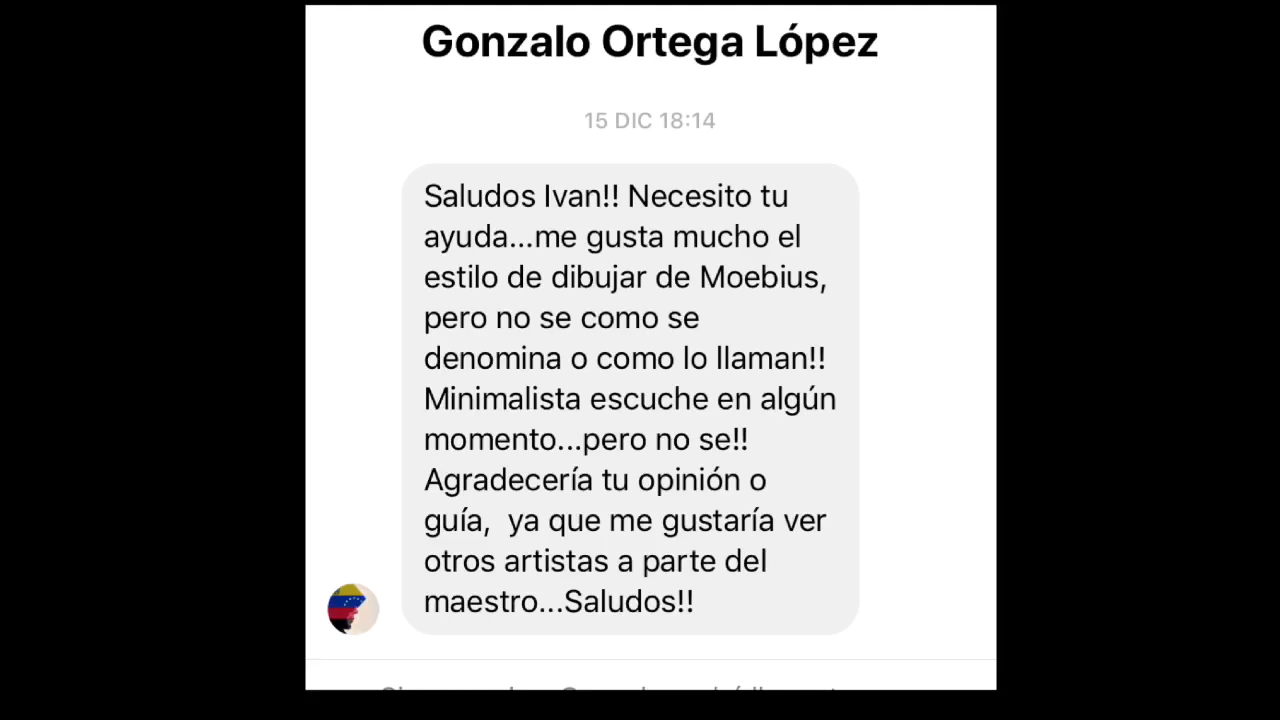 Gonzalo Ortega López
15 DIC 18:14
Saludos Ivan!! Necesito tu
ayuda...me gusta mucho el
estilo de dibujar de Moebius,
pero no se como se
denomina o como lo llaman!!
Minimalista escuche en algún
momento...pero no se!!
Agradecería tu opinión o
guía,  ya que me gustaría ver
otros artistas a parte del
maestro...Saludos!!